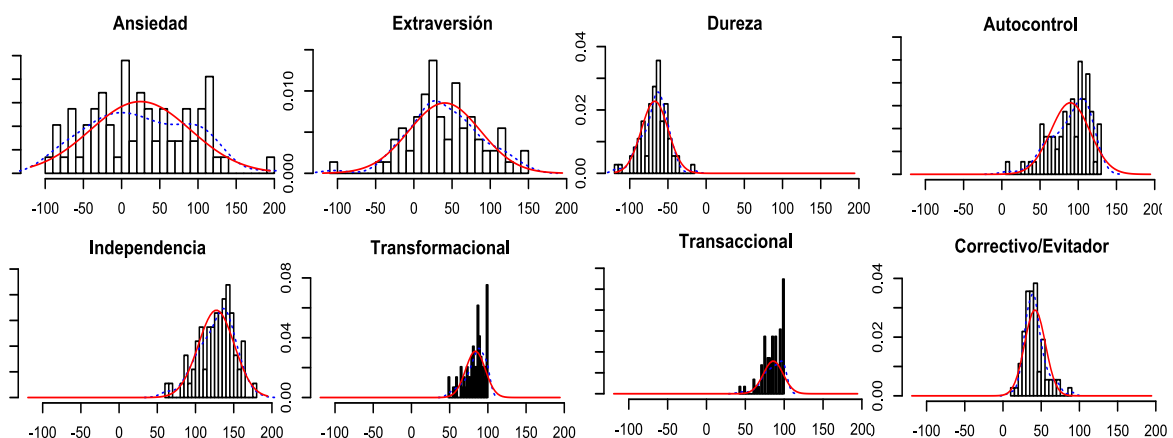 Ansiedad
-100 -50 0 50 100 150 200
Extraversión
0.010
0.000
-100 -50 0 50 100 150 200
Dureza
0.04
0.02
0.00
-100 -50 0 50 100 150 200
Autocontrol
-100 -50 0 50 100 150 200
Independencia
-100 -50 0 50 100 150 200
Transformacional
0.08
0.04
0.00
-100 -50 0 50 100 150 200
Transaccional
-100 -50 0 50 100 150 200
Correctivo/Evitador
0.04
0.02
0.00
-100 -50 0 50 100 150 200